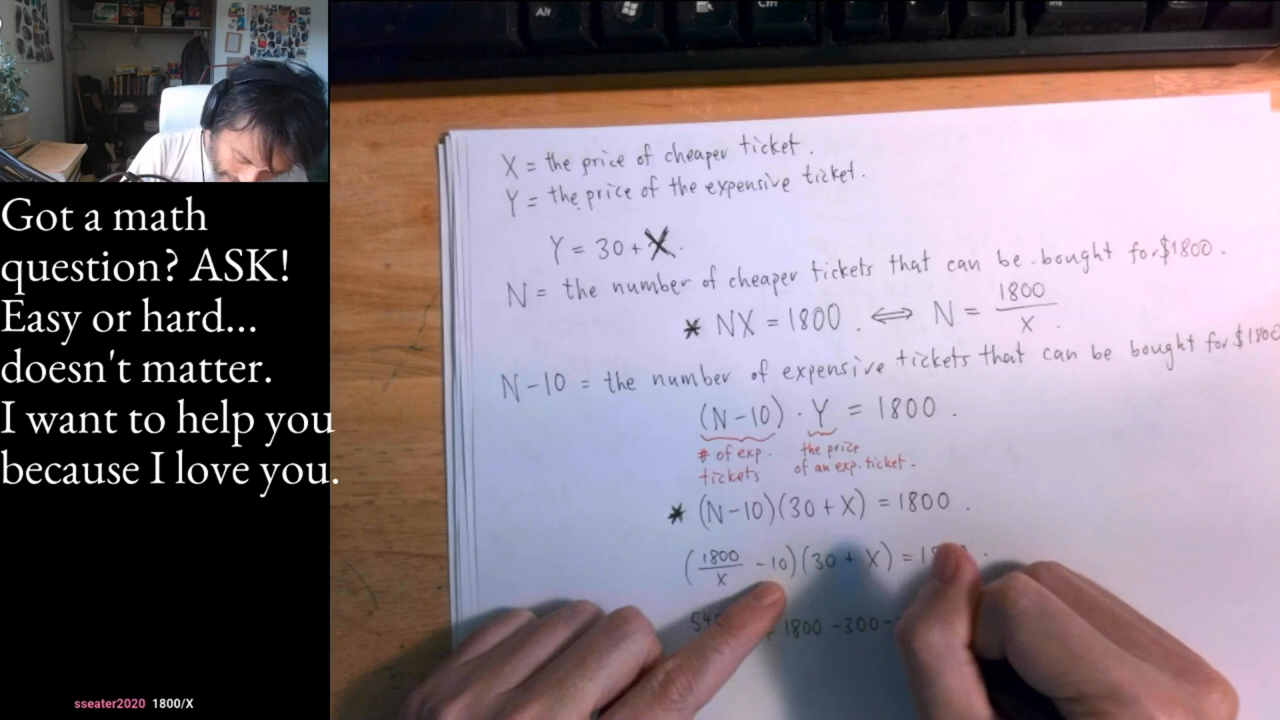 Alt
Ctrl
Got a math
question? ASK!
Easy or hard...
doesn't matter.
I want to help you
because I love you.
sseater2020 1800/X
X = the price of cheaper ticket.
Y = the price of the expensive ticket.
Y = 30 + X.
N = the number of cheaper tickets that can be bought for $1800.
* NX = 1800. ⟺ N = 1800/X.
N-10 = the number of expensive tickets that can be bought for $1800
(N-10) · Y = 1800.
# of exp. tickets
the price of an exp. ticket.
* (N-10)(30+X) = 1800.
(1800/X - 10)(30 + X) =
+ 1800 - 300 -